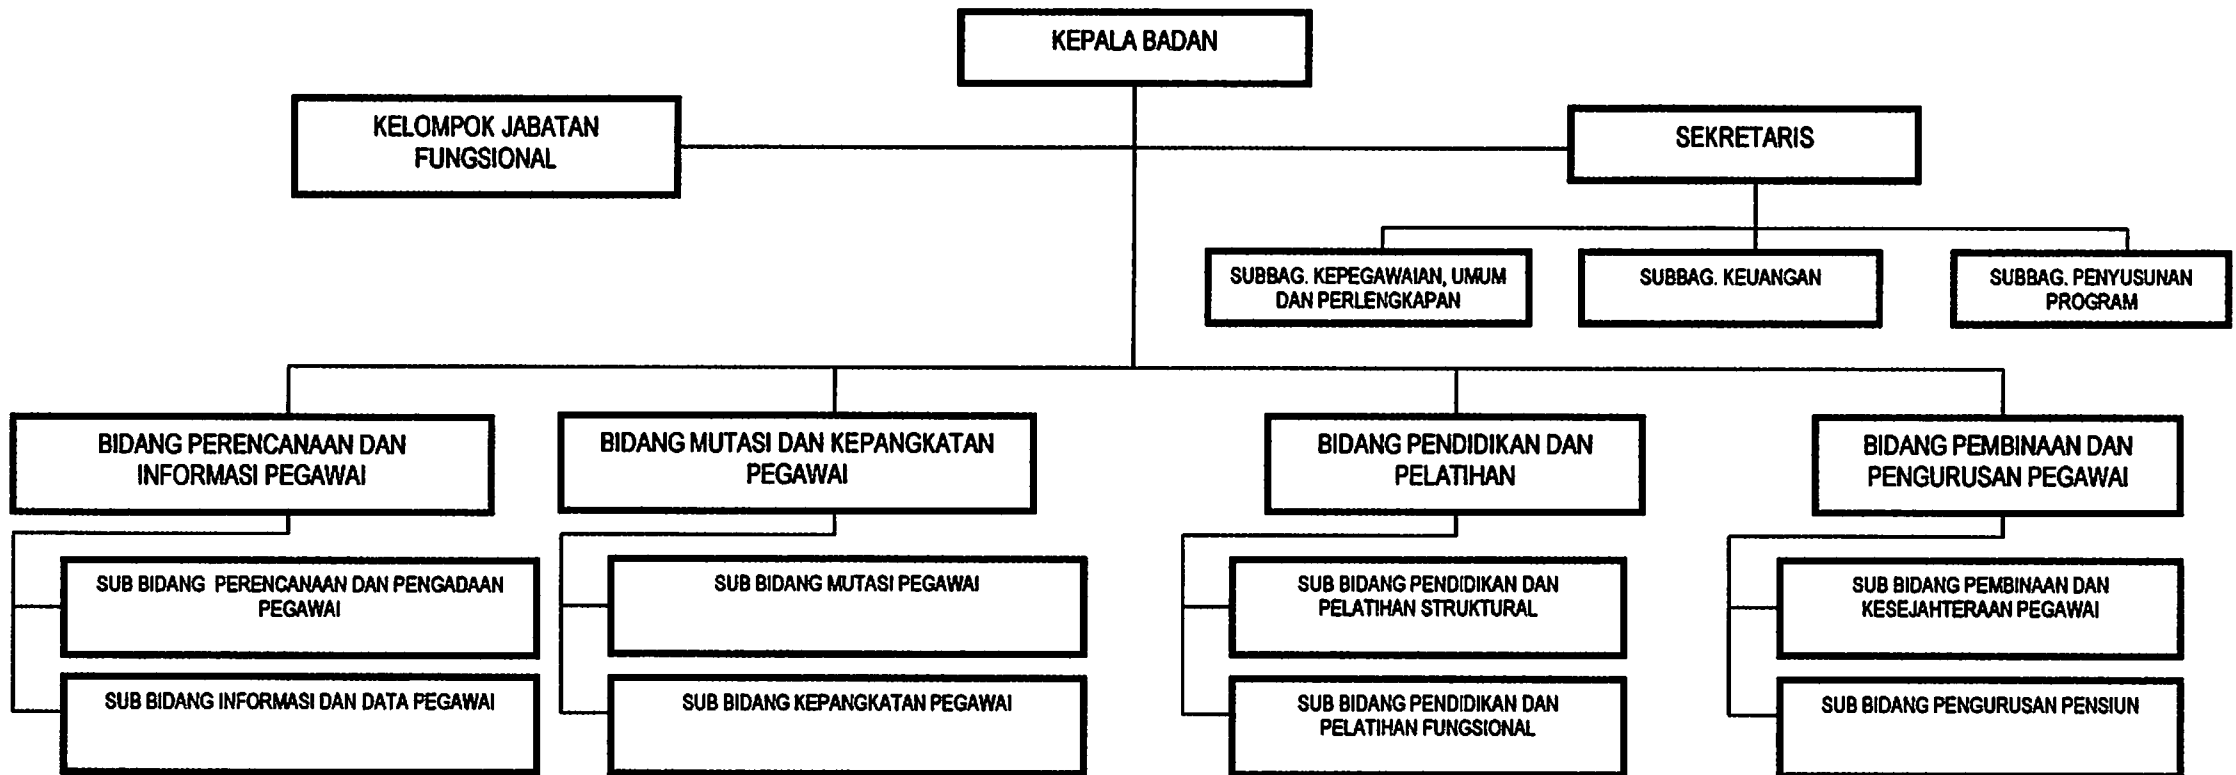 KEPALA BADAN
KELOMPOK JABATAN
FUNGSIONAL
SEKRETARIS
SUBBAG. KEPEGAWAIAN, UMUM
DAN PERLENGKAPAN
SUBBAG. KEUANGAN
SUBBAG. PENYUSUNAN
PROGRAM
BIDANG PERENCANAAN DAN
INFORMASI PEGAWAI
BIDANG MUTASI DAN KEPANGKATAN
PEGAWAI
BIDANG PENDIDIKAN DAN
PELATIHAN
BIDANG PEMBINAAN DAN
PENGURUSAN PEGAWAI
SUB BIDANG PERENCANAAN DAN PENGADAAN
PEGAWAI
SUB BIDANG MUTASI PEGAWAI
SUB BIDANG PENDIDIKAN DAN
PELATIHAN STRUKTURAL
SUB BIDANG PEMBINAAN DAN
KESEJAHTERAAN PEGAWAI
SUB BIDANG INFORMASI DAN DATA PEGAWAI
SUB BIDANG KEPANGKATAN PEGAWAI
SUB BIDANG PENDIDIKAN DAN
PELATIHAN FUNGSIONAL
SUB BIDANG PENGURUSAN PENSIUN